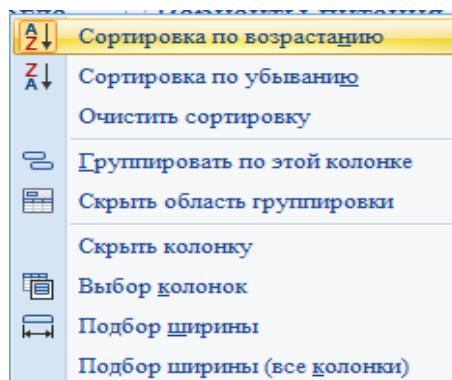 Сортировка по возрастанию
Сортировка по убыванию
Очистить сортировку
Группировать по этой колонке
Скрыть область группировки
Скрыть колонку
Выбор колонок
Подбор ширины
Подбор ширины (все колонки)